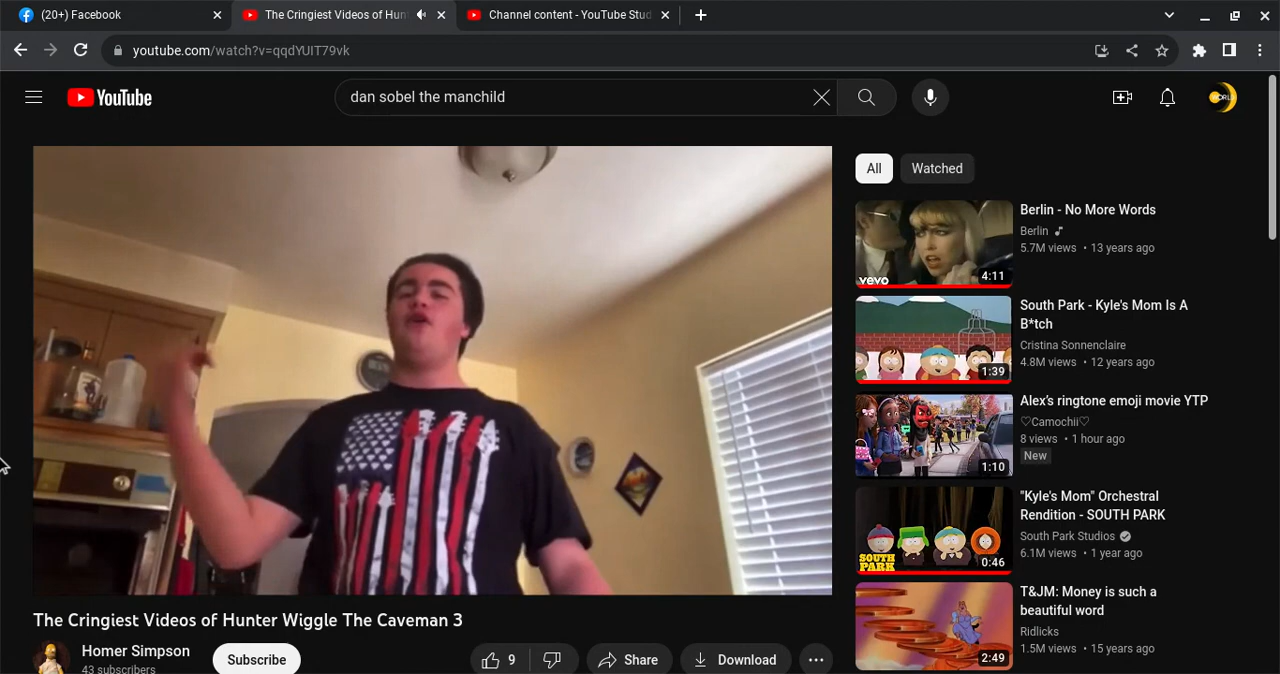 (20+) Facebook
The Cringiest Videos of Hun
Channel content - YouTube Stud
youtube.com/watch?v=qqdYUIT79vk
YouTube
dan sobel the manchild
WORLD
All
Watched
Berlin - No More Words
Berlin
5.7M views • 13 years ago
vevo
4:11
South Park - Kyle's Mom Is A
B*tch
Cristina Sonnenclaire
4.8M views • 12 years ago
1:39
Alex's ringtone emoji movie YTP
♡Camochii♡
8 views • 1 hour ago
New
1:10
"Kyle's Mom" Orchestral
Rendition - SOUTH PARK
South Park Studios
6.1M views • 1 year ago
SOUTH
PARK
0:46
T&JM: Money is such a
beautiful word
Ridlicks
1.5M views • 15 years ago
2:49
The Cringiest Videos of Hunter Wiggle The Caveman 3
Homer Simpson
43 subscribers
Subscribe
9
Share
Download